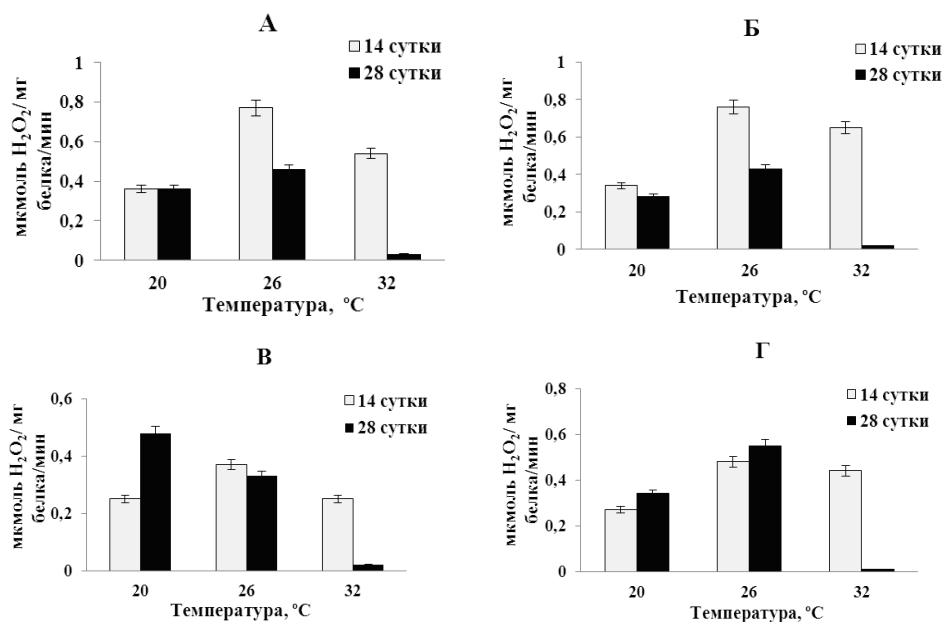 А
14 сутки
28 сутки
мкмоль H₂O₂/ мг
белка/мин
1
0,8
0,6
0,4
0,2
0
20
26
32
Температура, ºС
Б
14 сутки
28 сутки
мкмоль H₂O₂/ мг
белка/мин
1
0,8
0,6
0,4
0,2
0
20
26
32
Температура, ºС
В
14 сутки
28 сутки
мкмоль H₂O₂/ мг
белка/мин
0,6
0,4
0,2
0
20
26
32
Температура, ºС
Г
14 сутки
28 сутки
мкмоль H₂O₂/ мг
белка/мин
0,8
0,6
0,4
0,2
0
20
26
32
Температура, ºС